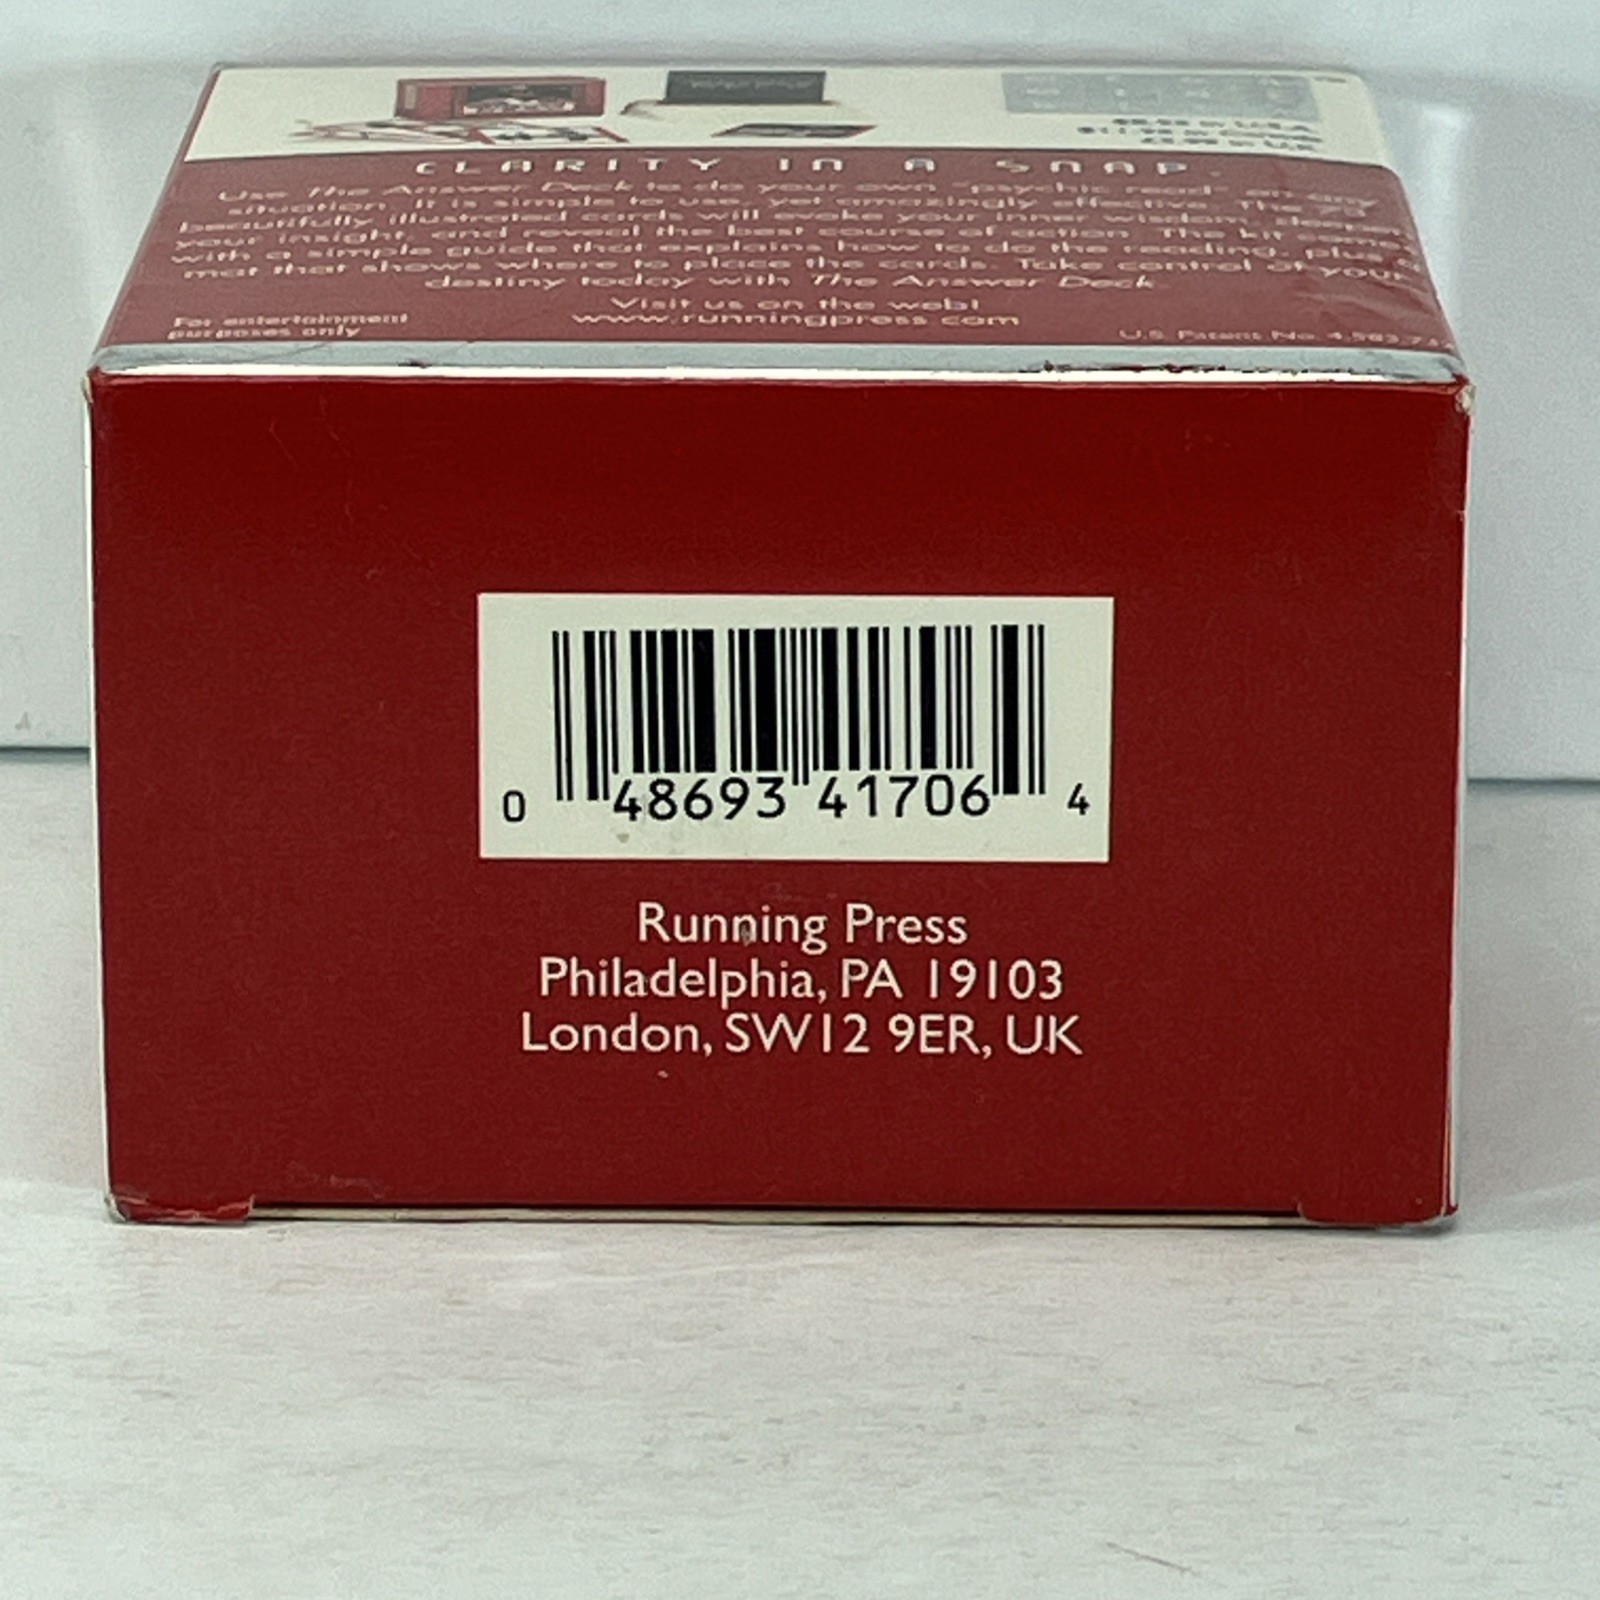 CLARITY IN A SNAP.
Use The Answer Deck to do your own "psychic read" on any
situation. It is simple to use, yet amazingly effective. The
beautifully illustrated cards will evoke your inner wisdom,
your insight, and reveal the best course of action. The kit comes
with a simple guide that explains how to do the reading, plus a
mat that shows where to place the cards. Take control of your
destiny today with The Answer Deck
Visit us on the web!
www.runningpress.com
For entertainment
purposes only
U.S. Patent No.
0 48693 41706 4
Running Press
Philadelphia, PA 19103
London, SW12 9ER, UK